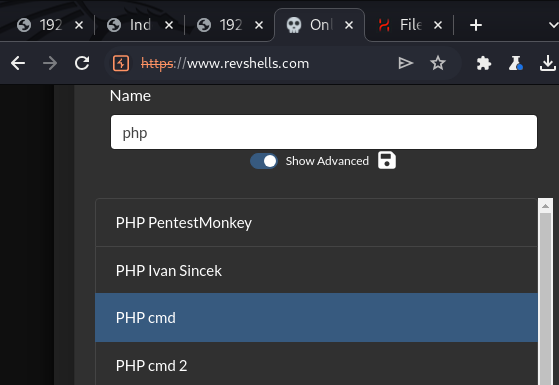 192 Ind 192 Onl File
https://www.revshells.com
Name
php
Show Advanced
PHP PentestMonkey
PHP Ivan Sincek
PHP cmd
PHP cmd 2